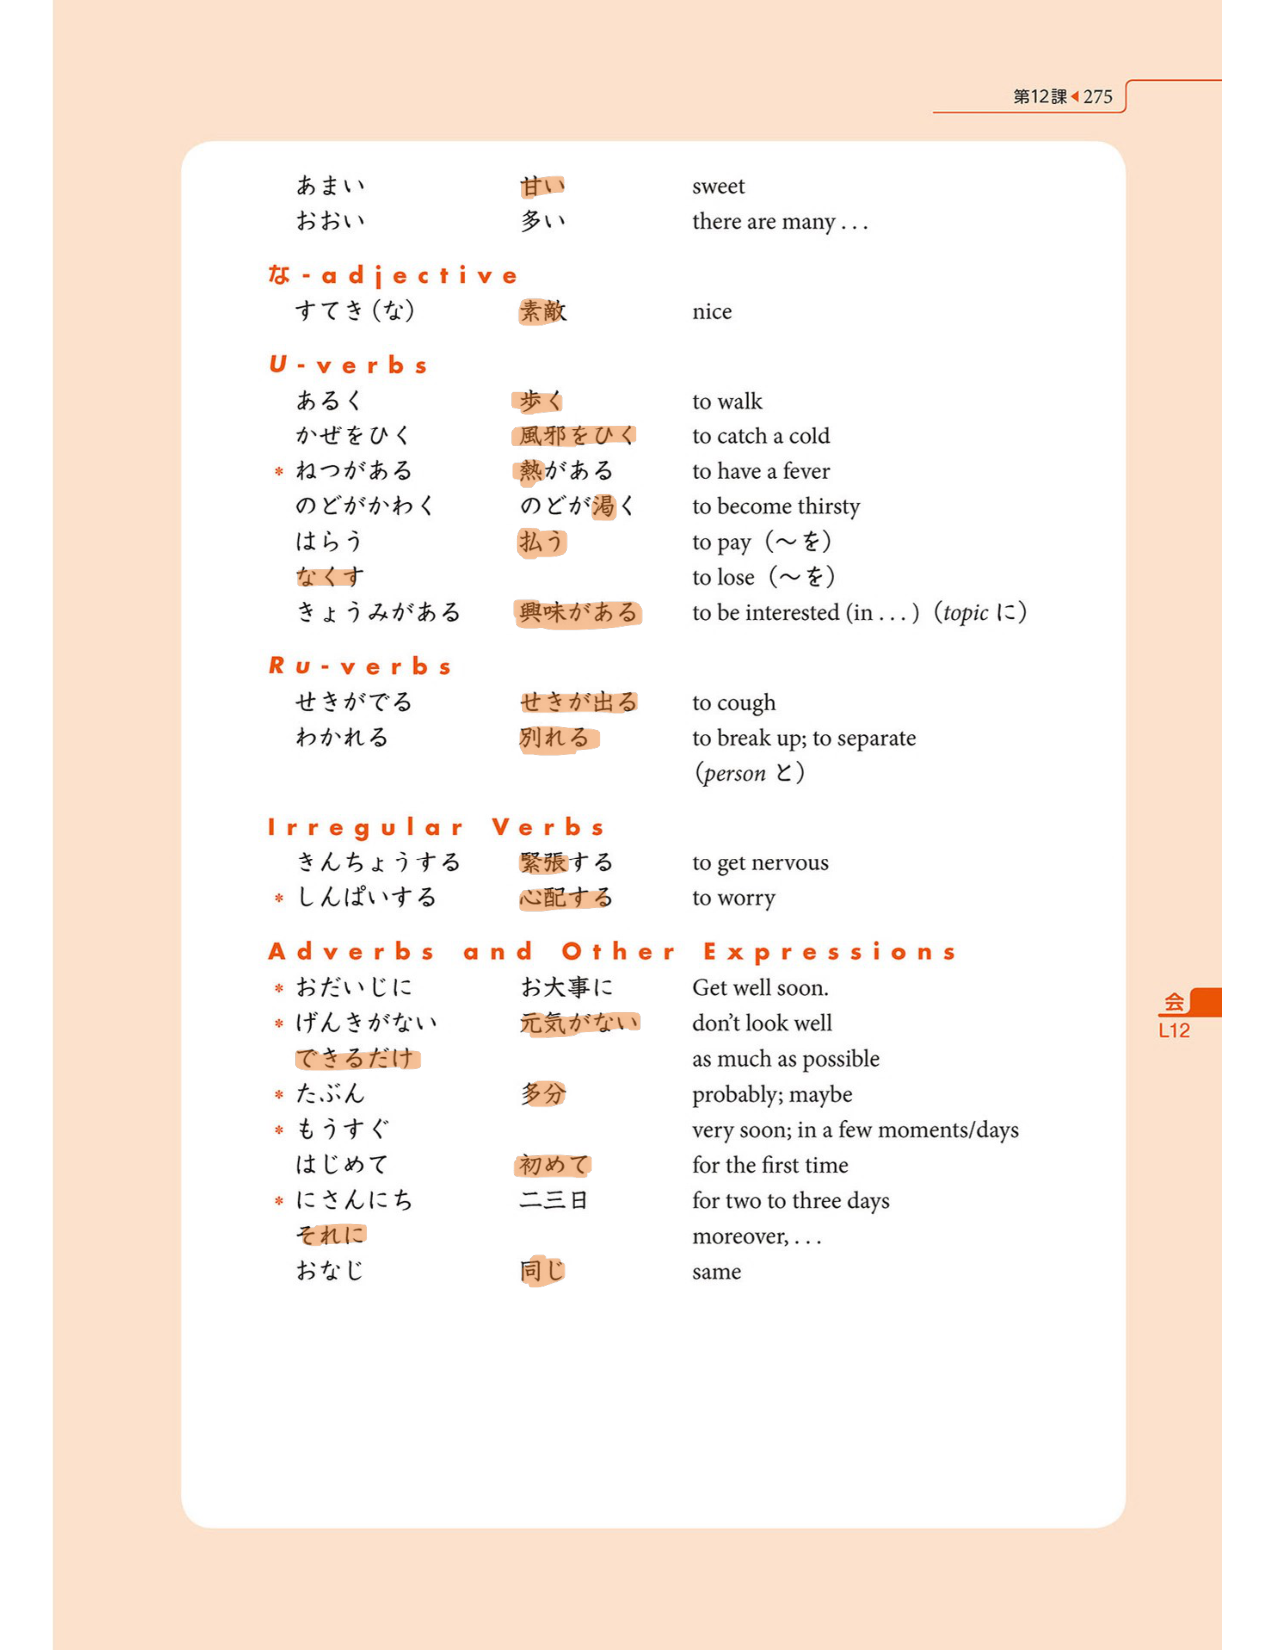 第12課◀275
あまい 甘い sweet
おおい 多い there are many . . .
な-adjective
すてき(な) 素敵 nice
U-verbs
あるく 歩く to walk
かぜをひく 風邪をひく to catch a cold
* ねつがある 熱がある to have a fever
のどがかわく のどが渇く to become thirsty
はらう 払う to pay (～を)
なくす to lose (～を)
きょうみがある 興味がある to be interested (in . . . ) (topic に)
Ru-verbs
せきがでる せきが出る to cough
わかれる 別れる to break up; to separate
(person と)
Irregular Verbs
きんちょうする 緊張する to get nervous
* しんぱいする 心配する to worry
Adverbs and Other Expressions
* おだいじに お大事に Get well soon.
* げんきがない 元気がない don't look well
できるだけ as much as possible
* たぶん 多分 probably; maybe
* もうすぐ very soon; in a few moments/days
はじめて 初めて for the first time
* にさんにち 二三日 for two to three days
それに moreover, . . .
おなじ 同じ same
会
L12